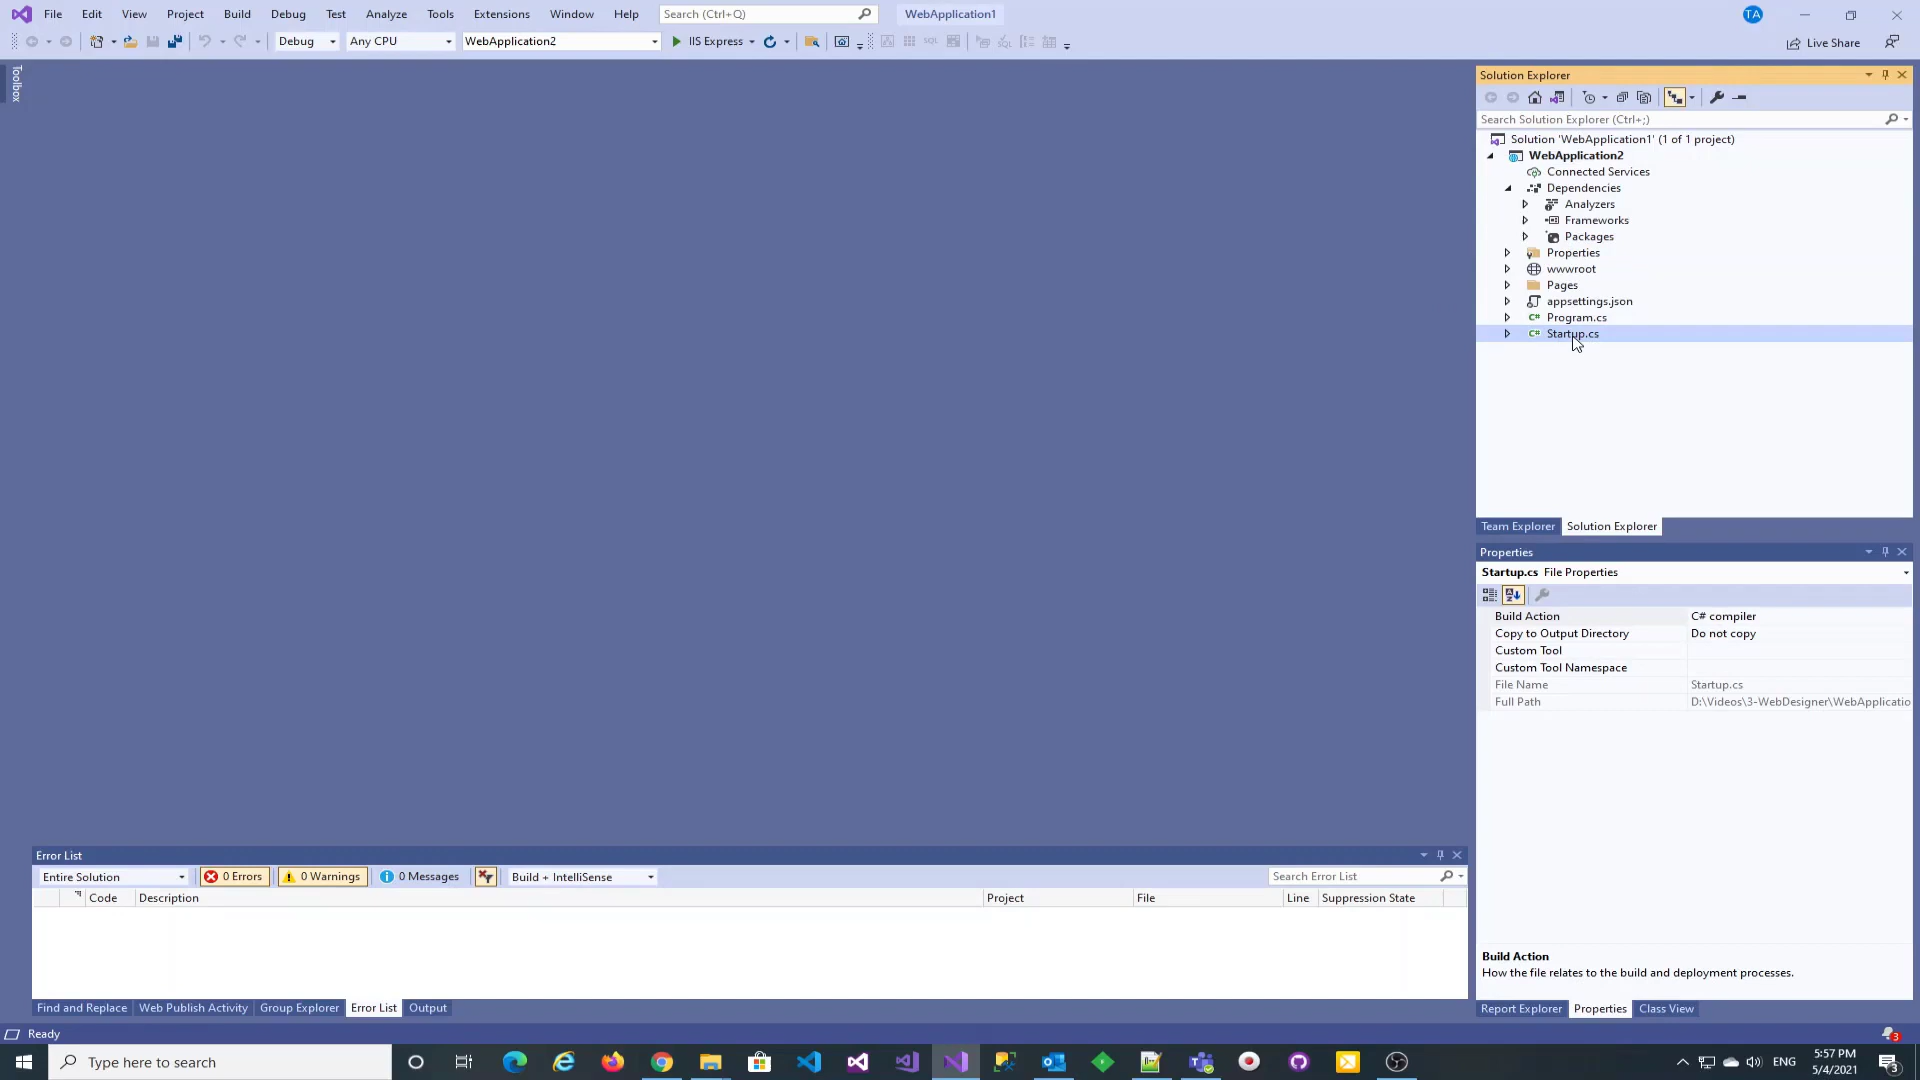 File Edit View Project Build Debug Test Analyze Tools Extensions Window Help Search (Ctrl+Q) WebApplication1 TA
Debug Any CPU WebApplication2 IIS Express Live Share
Toolbox
Solution Explorer
Search Solution Explorer (Ctrl+;)
Solution 'WebApplication1' (1 of 1 project)
WebApplication2
Connected Services
Dependencies
Analyzers
Frameworks
Packages
Properties
wwwroot
Pages
appsettings.json
C# Program.cs
C# Startup.cs
Team Explorer Solution Explorer
Properties
Startup.cs File Properties
Build Action C# compiler
Copy to Output Directory Do not copy
Custom Tool
Custom Tool Namespace
File Name Startup.cs
Full Path D:\Videos\3-WebDesigner\WebApplicatio
Build Action
How the file relates to the build and deployment processes.
Report Explorer Properties Class View
Error List
Entire Solution 0 Errors 0 Warnings 0 Messages Build + IntelliSense Search Error List
Code Description Project File Line Suppression State
Find and Replace Web Publish Activity Group Explorer Error List Output
Ready 3
Type here to search ENG 5:57 PM
5/4/2021 3